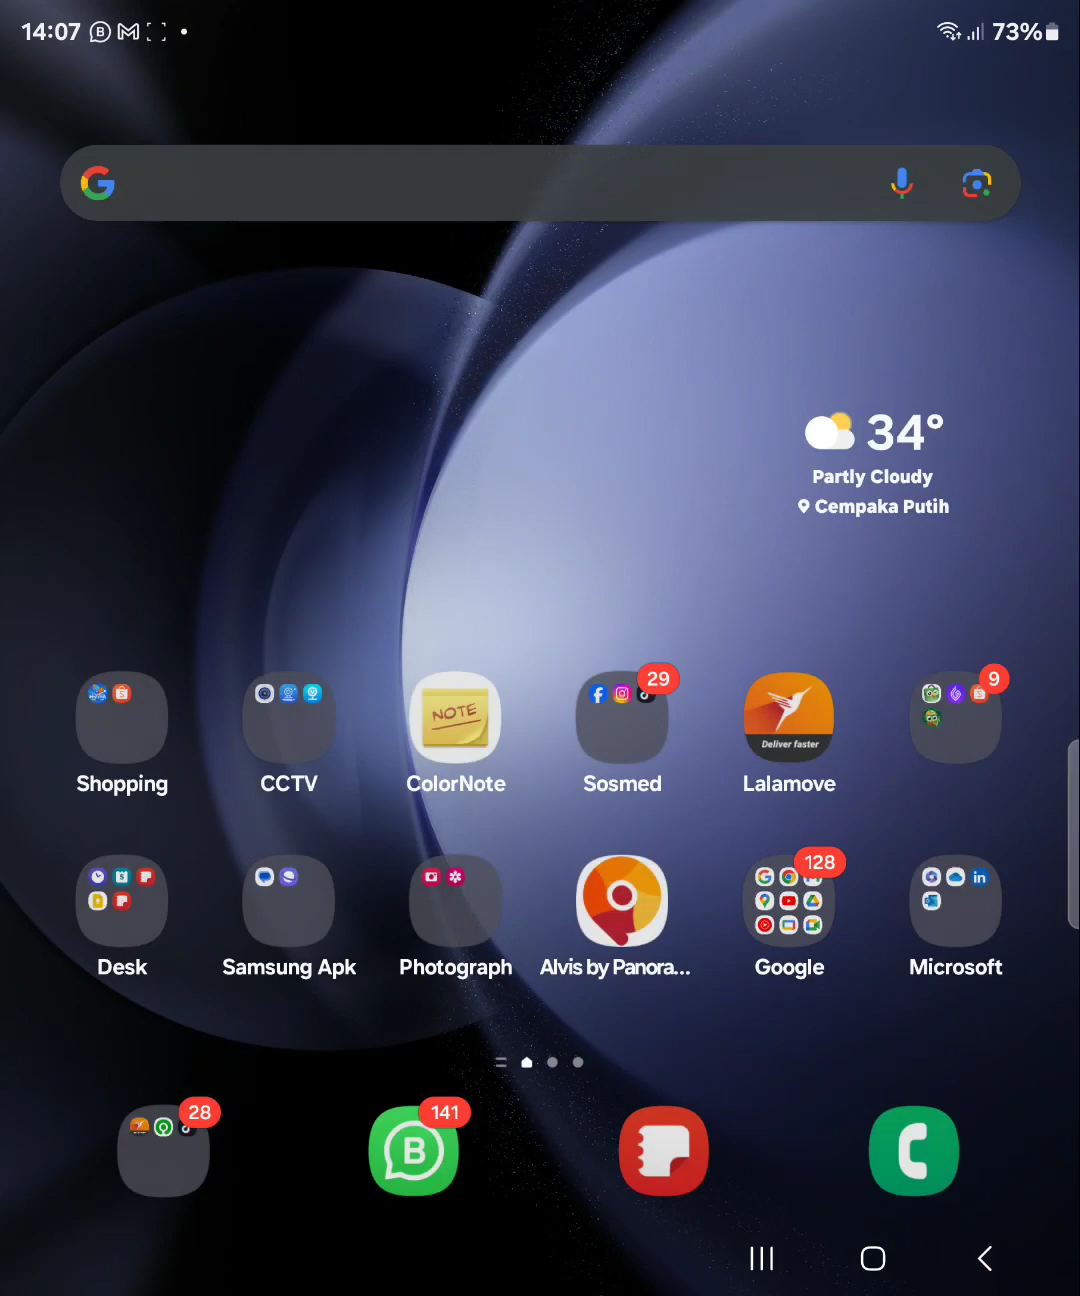 14:07
73%
34°
Partly Cloudy
Cempaka Putih
29
9
NOTE
Deliver faster
Shopping
CCTV
ColorNote
Sosmed
Lalamove
128
Desk
Samsung Apk
Photograph
Alvis by Panora...
Google
Microsoft
28
141
B